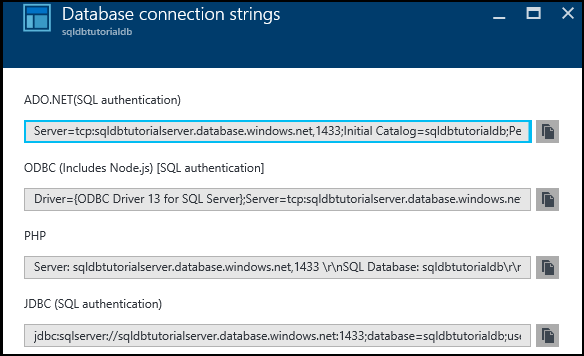 Database connection strings
sqldbtutorialdb
ADO.NET(SQL authentication)
Server=tcp:sqldbtutorialserver.database.windows.net,1433;Initial Catalog=sqldbtutorialdb;Pe
ODBC (Includes Node.js) [SQL authentication]
Driver={ODBC Driver 13 for SQL Server};Server=tcp:sqldbtutorialserver.database.windows.ne
PHP
Server: sqldbtutorialserver.database.windows.net,1433 \r\nSQL Database: sqldbtutorialdb\r\r
JDBC (SQL authentication)
jdbc:sqlserver://sqldbtutorialserver.database.windows.net:1433;database=sqldbtutorialdb;use